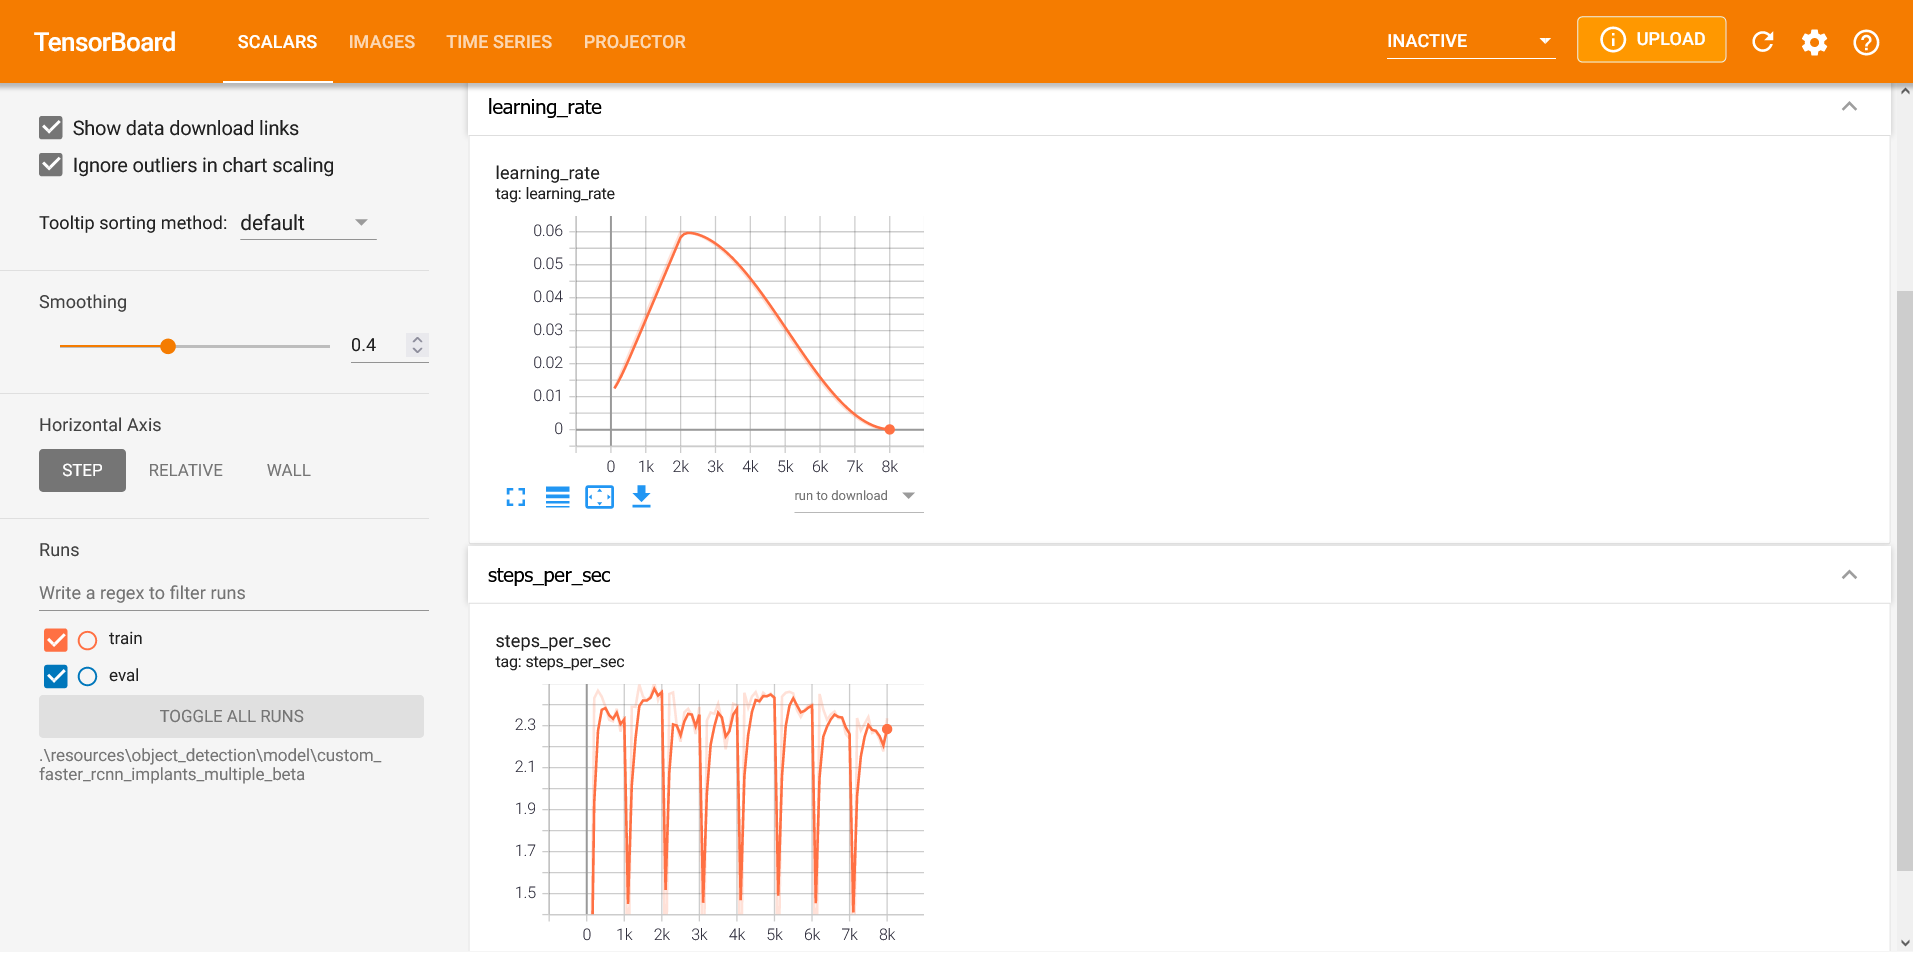 TensorBoard
SCALARS IMAGES TIME SERIES PROJECTOR
INACTIVE
UPLOAD
Show data download links
Ignore outliers in chart scaling
Tooltip sorting method: default
Smoothing
0.4
Horizontal Axis
STEP RELATIVE WALL
Runs
Write a regex to filter runs
train
eval
TOGGLE ALL RUNS
.\resources\object_detection\model\custom_
faster_rcnn_implants_multiple_beta
learning_rate
learning_rate
tag: learning_rate
0.06
0.05
0.04
0.03
0.02
0.01
0
0 1k 2k 3k 4k 5k 6k 7k 8k
run to download
steps_per_sec
steps_per_sec
tag: steps_per_sec
2.3
2.1
1.9
1.7
1.5
0 1k 2k 3k 4k 5k 6k 7k 8k